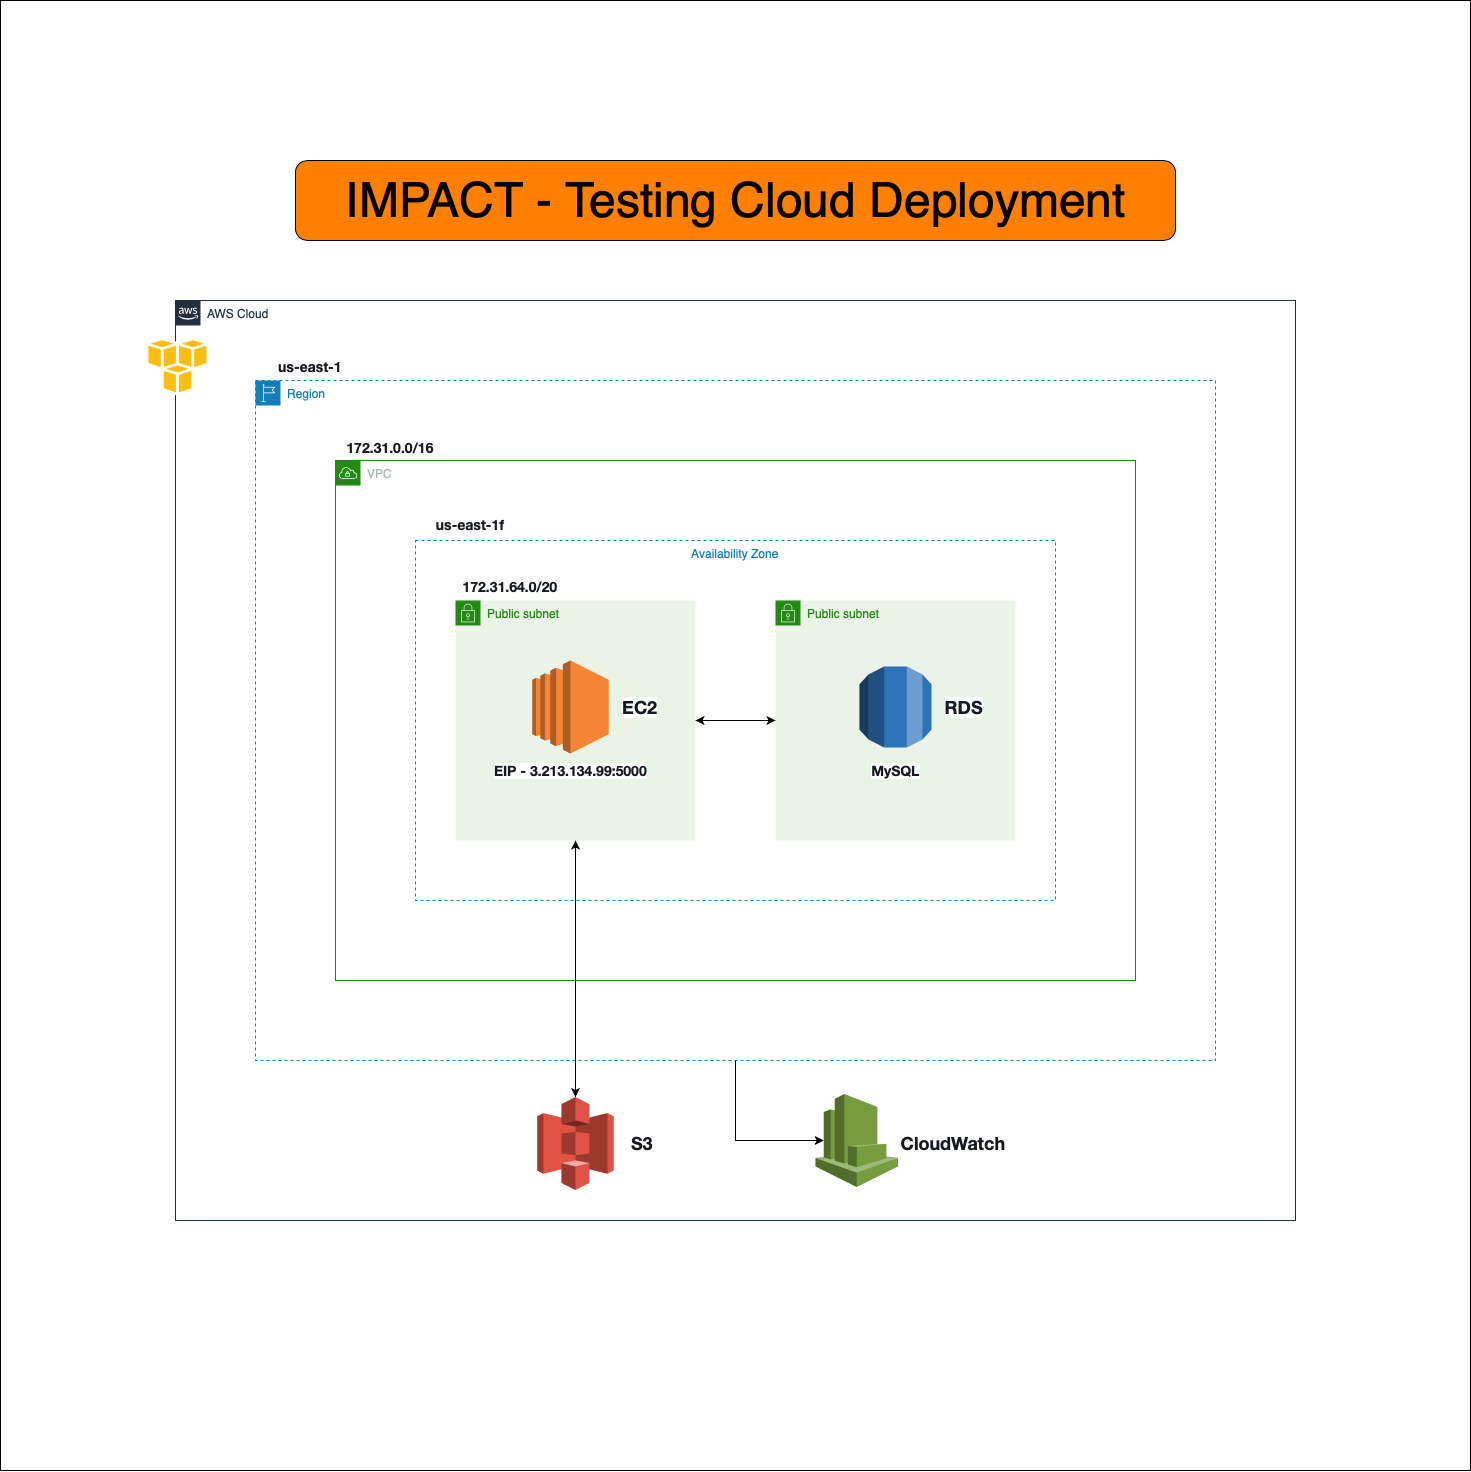 IMPACT - Testing Cloud Deployment
aws
AWS Cloud
us-east-1
Region
172.31.0.0/16
VPC
us-east-1f
Availability Zone
172.31.64.0/20
Public subnet
Public subnet
EC2
RDS
EIP - 3.213.134.99:5000
MySQL
S3
CloudWatch